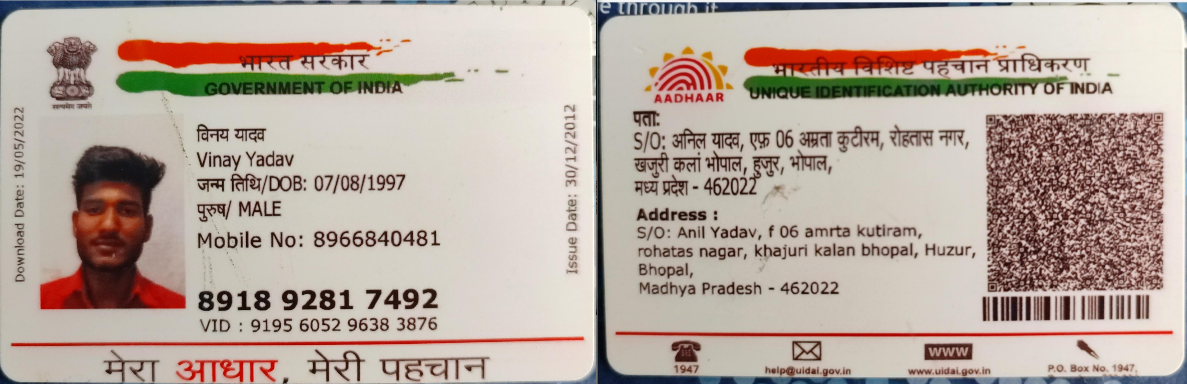 e through it
भारत सरकार
GOVERNMENT OF INDIA
सत्यमेव जयते
Download Date: 19/05/2022
विनय यादव
Vinay Yadav
जन्म तिथि/DOB: 07/08/1997
पुरुष/ MALE
Mobile No: 8966840481
Issue Date: 30/12/2012
8918 9281 7492
VID : 9195 6052 9638 3876
मेरा आधार, मेरी पहचान
भारतीय विशिष्ट पहचान प्राधिकरण
UNIQUE IDENTIFICATION AUTHORITY OF INDIA
AADHAAR
पता:
S/O: अनिल यादव, एफ़ 06 अम्रता कुटीरम, रोहतास नगर,
खजुरी कलां भोपाल, हुजुर, भोपाल,
मध्य प्रदेश - 462022
Address :
S/O: Anil Yadav, f 06 amrta kutiram,
rohatas nagar, khajuri kalan bhopal, Huzur,
Bhopal,
Madhya Pradesh - 462022
1947
help@uidai.gov.in
www
www.uidai.gov.in
P.O. Box No. 1947,